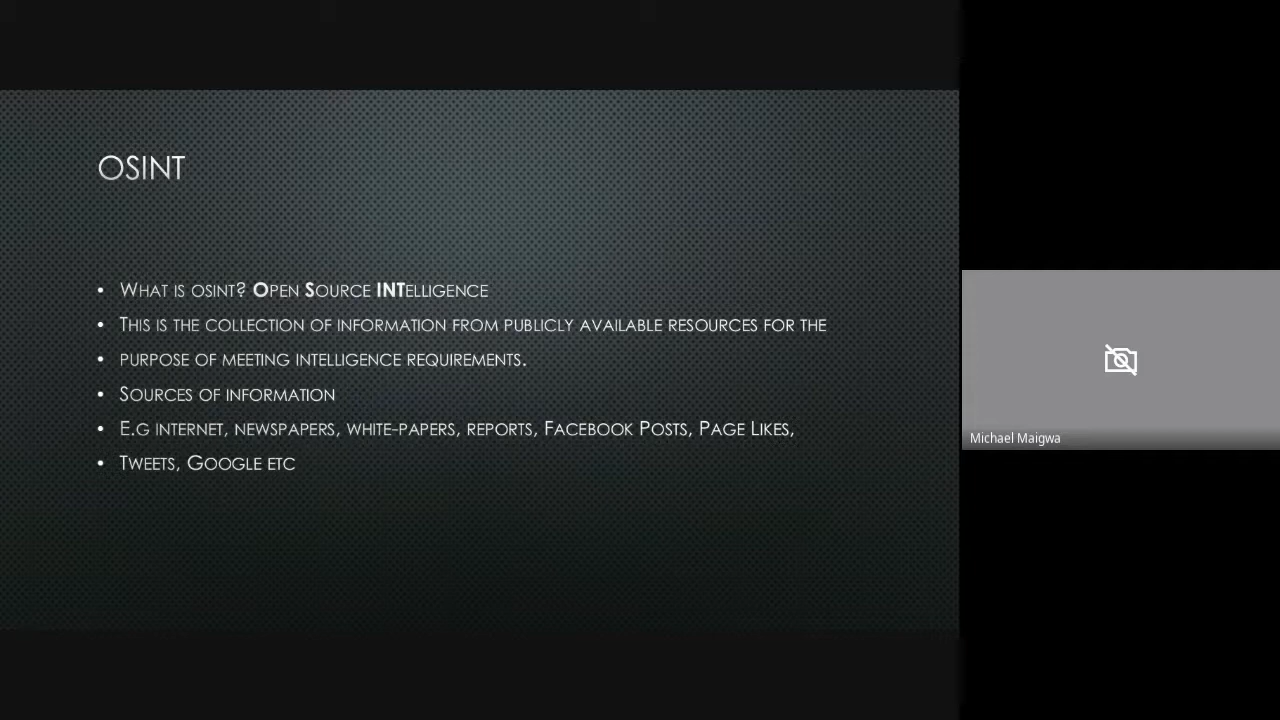 OSINT
• What is osint? Open Source INTelligence
• This is the collection of information from publicly available resources for the
• purpose of meeting intelligence requirements.
• Sources of information
• E.g internet, newspapers, white-papers, reports, Facebook Posts, Page Likes,
• Tweets, Google etc
Michael Maigwa